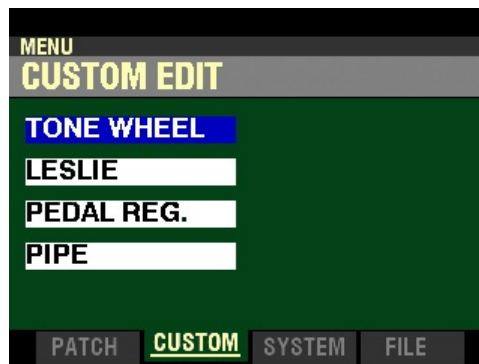 MENU
CUSTOM EDIT
TONE WHEEL
LESLIE
PEDAL REG.
PIPE
PATCH CUSTOM SYSTEM FILE